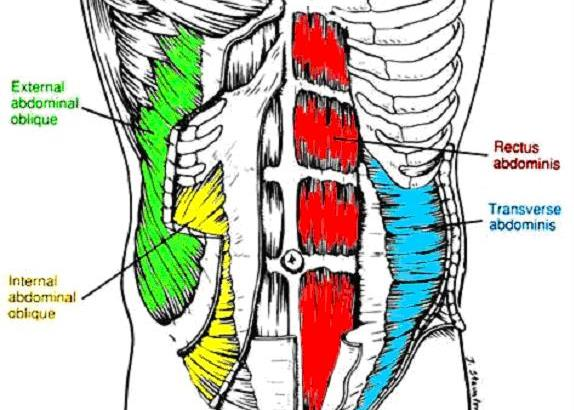 External
abdominal
oblique
Rectus
abdominis
Transverse
abdominis
Internal
abdominal
oblique